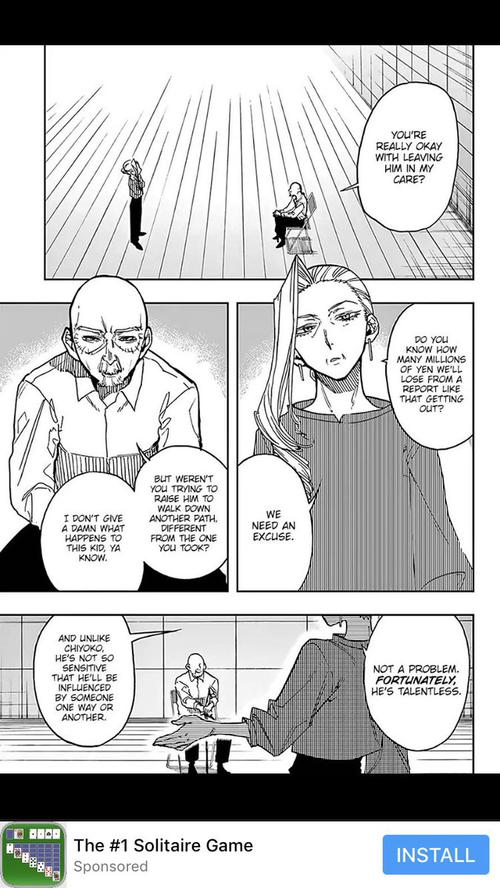 YOU'RE
REALLY OKAY
WITH LEAVING
HIM IN MY
CARE?
DO YOU
KNOW HOW
MANY MILLIONS
OF YEN WE'LL
LOSE FROM A
REPORT LIKE
THAT GETTING
OUT?
WE
NEED AN
EXCUSE.
BUT WEREN'T
YOU TRYING TO
RAISE HIM TO
WALK DOWN
ANOTHER PATH,
DIFFERENT
FROM THE ONE
YOU TOOK?
I DON'T GIVE
A DAMN WHAT
HAPPENS TO
THIS KID, YA
KNOW.
NOT A PROBLEM.
FORTUNATELY,
HE'S TALENTLESS.
AND UNLIKE
CHIYOKO,
HE'S NOT SO
SENSITIVE
THAT HE'LL BE
INFLUENCED
BY SOMEONE
ONE WAY OR
ANOTHER.
The #1 Solitaire Game
Sponsored
INSTALL